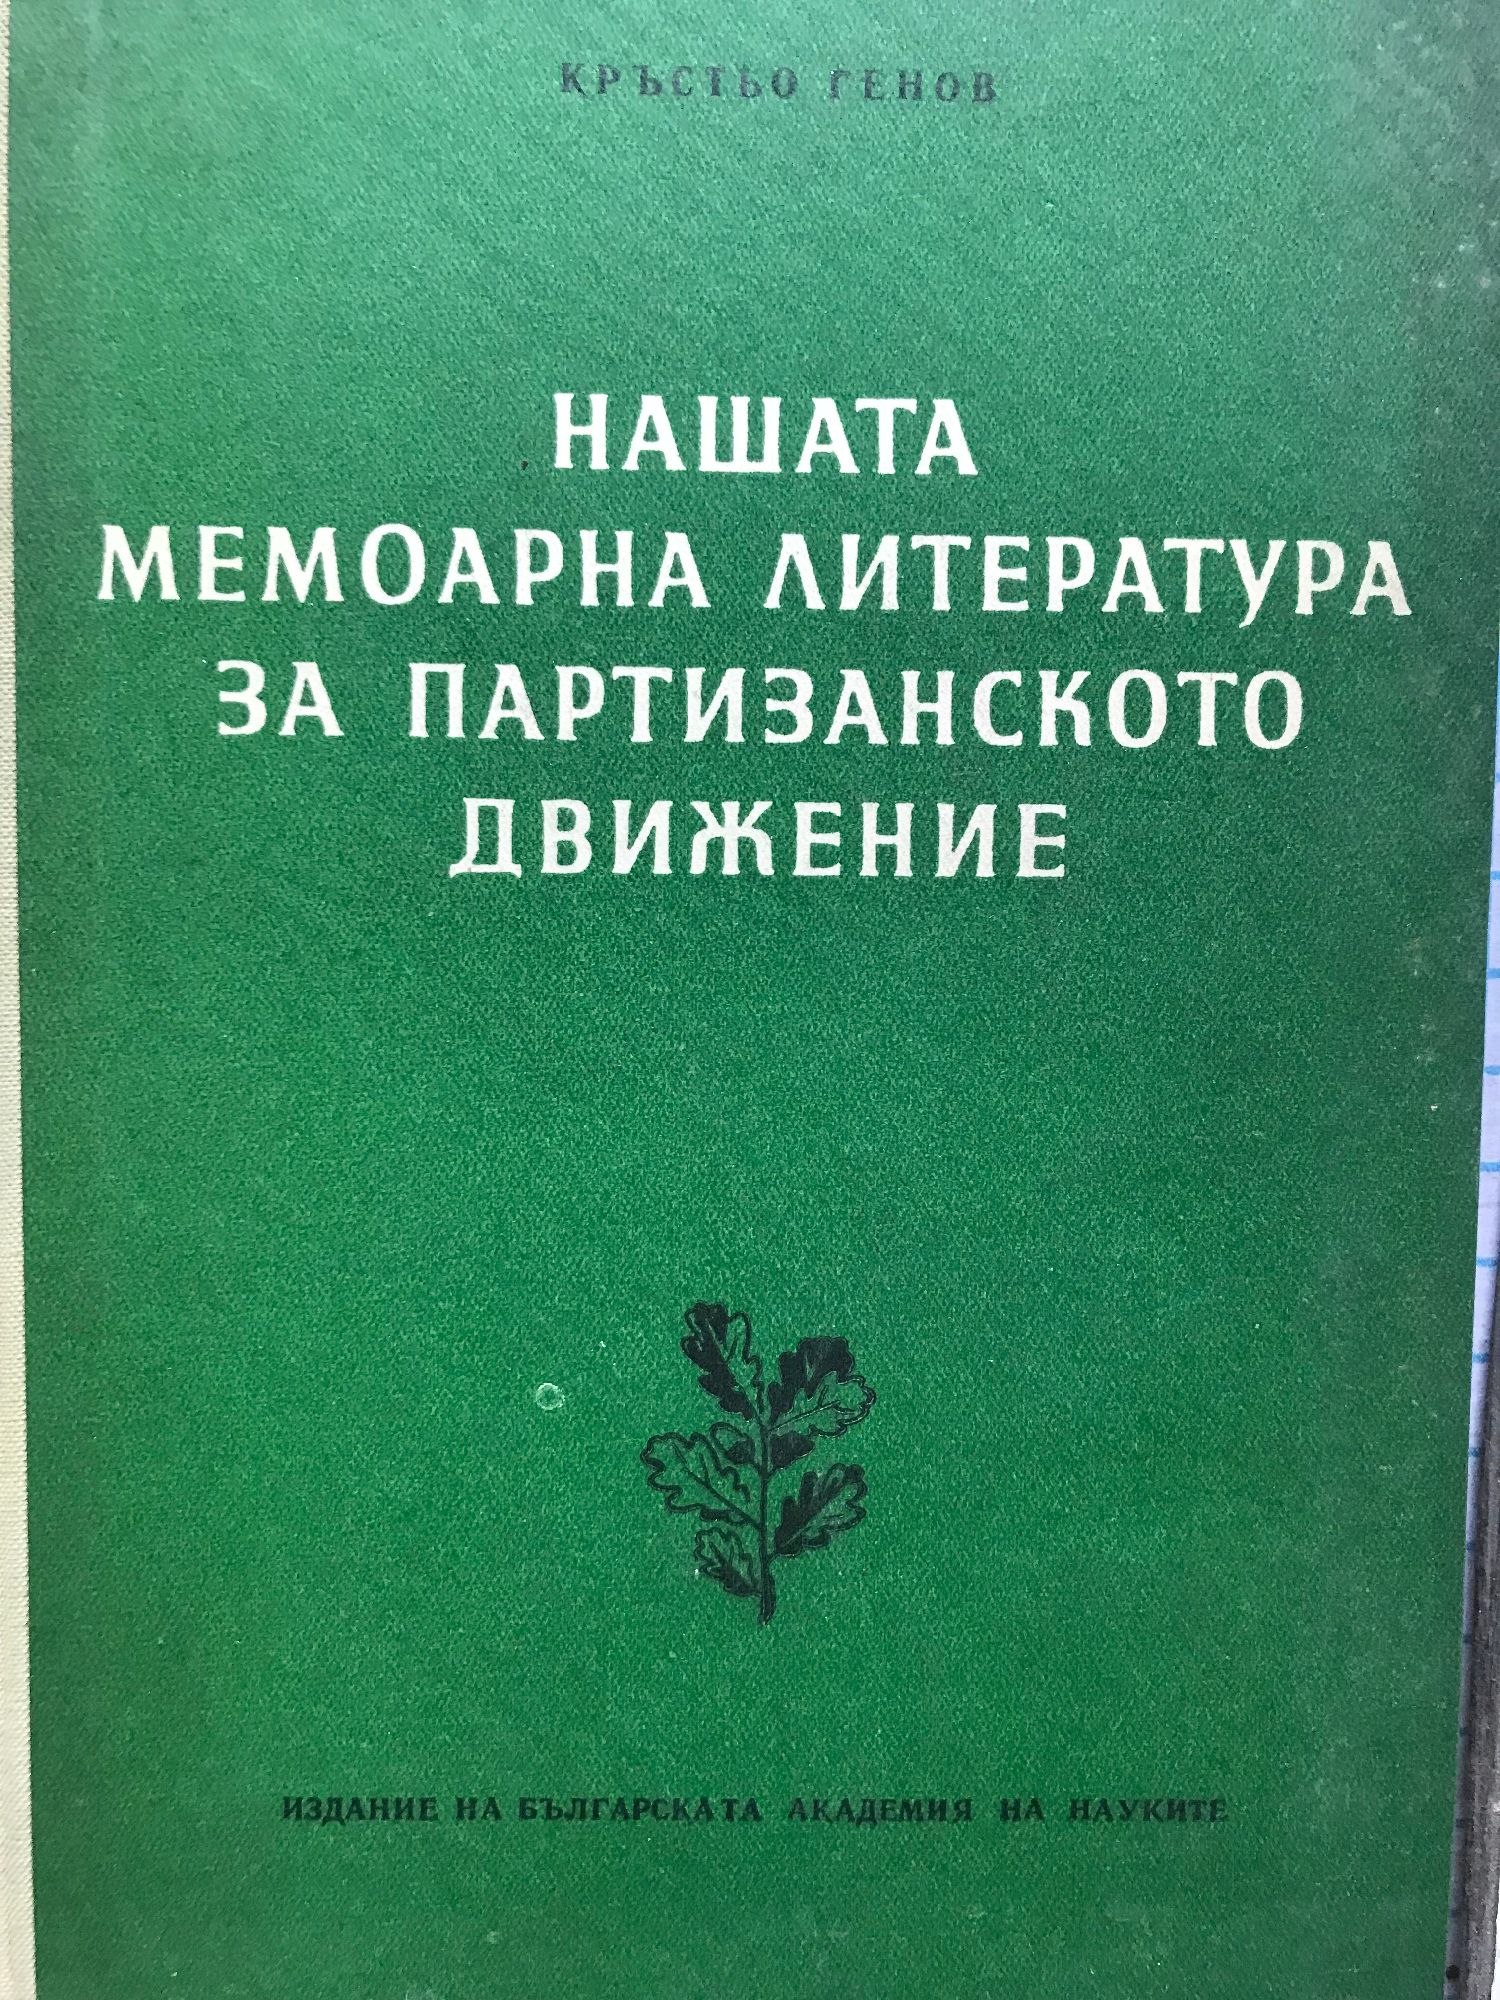 КРЪСТЬО ГЕНОВ
НАШАТА
МЕМОАРНА ЛИТЕРАТУРА
ЗА ПАРТИЗАНСКОТО
ДВИЖЕНИЕ
ИЗДАНИЕ НА БЪЛГАРСКАТА АКАДЕМИЯ НА НАУКИТЕ